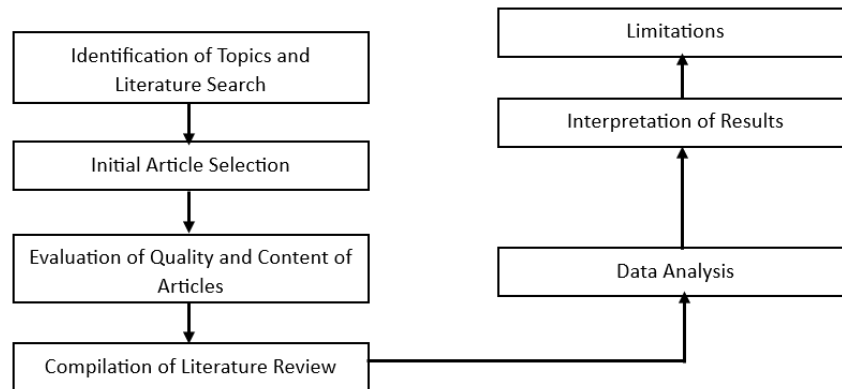 Identification of Topics and
Literature Search
Initial Article Selection
Evaluation of Quality and Content of
Articles
Compilation of Literature Review
Data Analysis
Interpretation of Results
Limitations